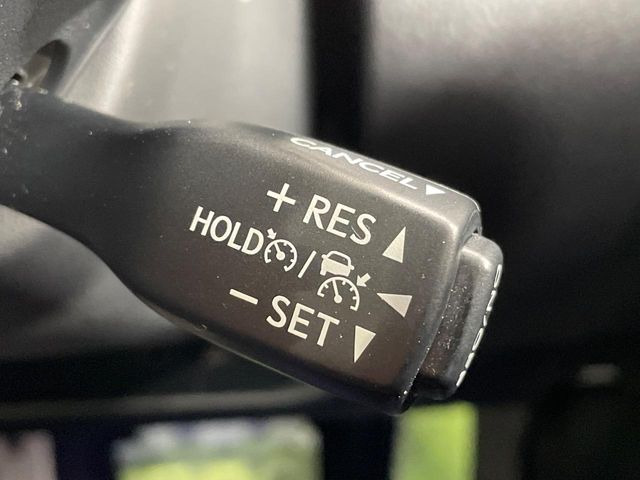 CANCEL
+ RES
HOLD /
- SET